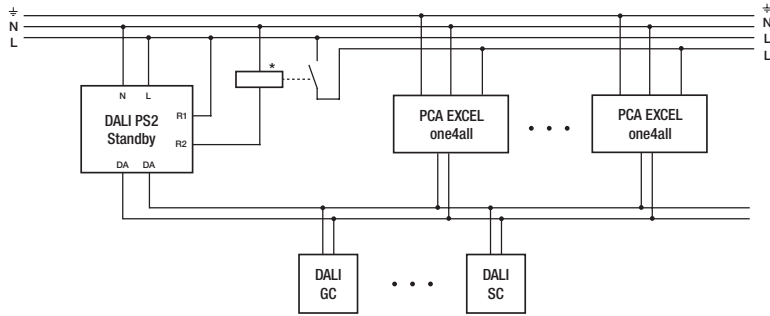 N
N
L
L
L'
*
N L
DALI PS2
Standby
R1
R2
DA DA
PCA EXCEL
one4all
PCA EXCEL
one4all
DALI
GC
DALI
SC